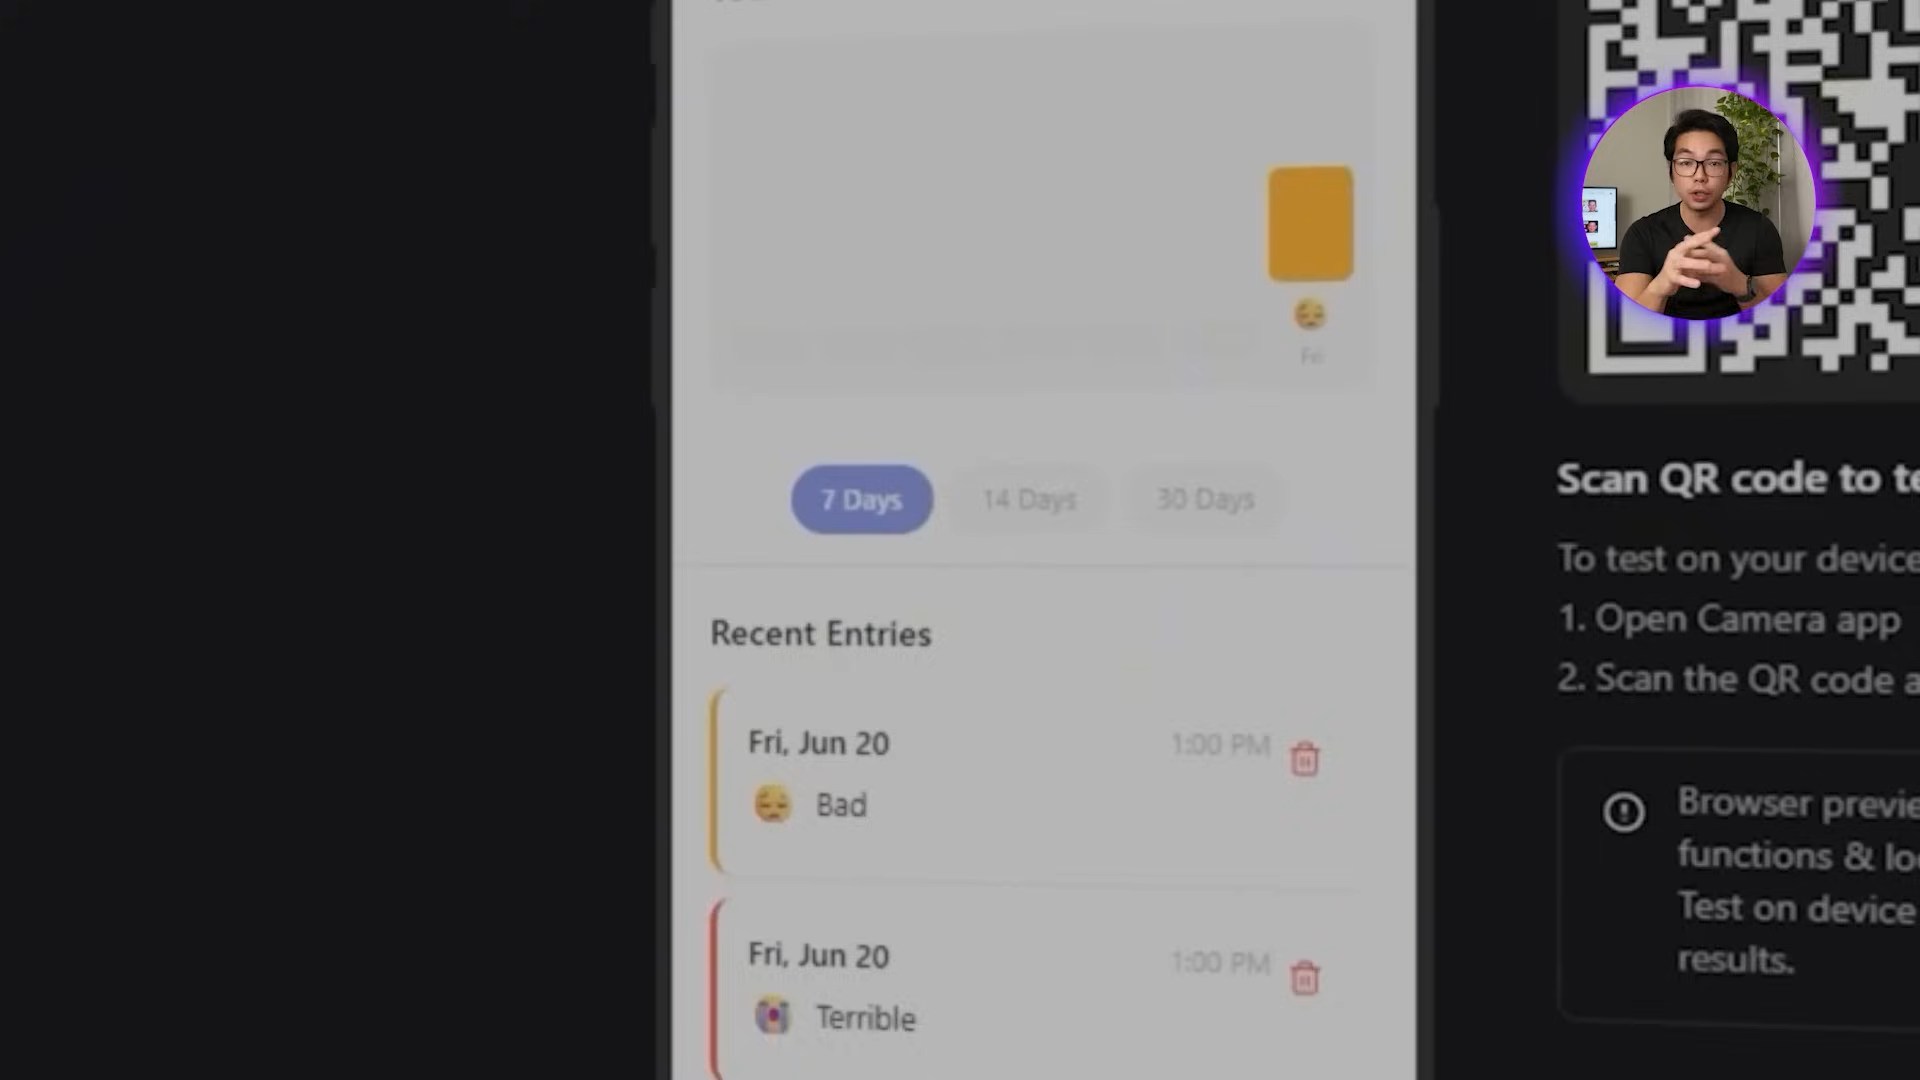 Fri
7 Days
14 Days
30 Days
Recent Entries
Fri, Jun 20
1:00 PM
Bad
Fri, Jun 20
1:00 PM
Terrible
Scan QR code to te
To test on your device
1. Open Camera app
2. Scan the QR code a
Browser previe
functions & lo
Test on device
results.